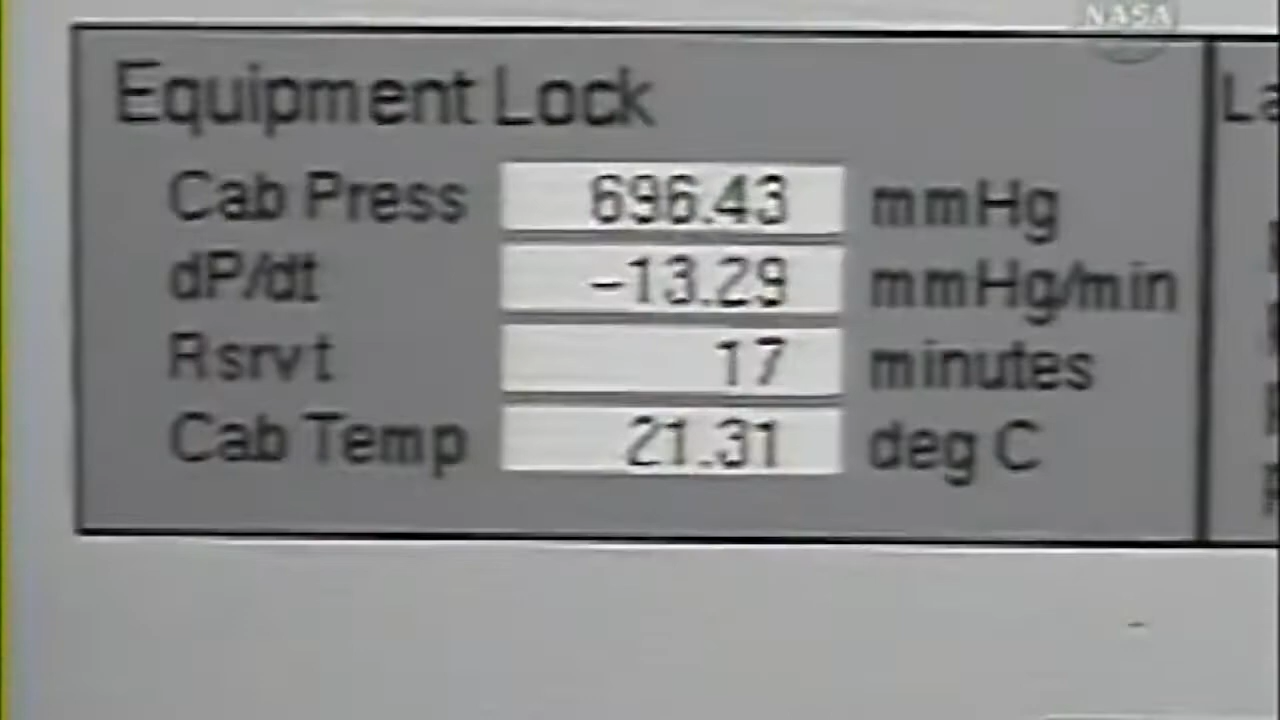 NASA
Equipment Lock
Cab Press 696.43 mmHg
dP/dt -13.29 mmHg/min
Rsrvt 17 minutes
Cab Temp 21.31 deg C
La